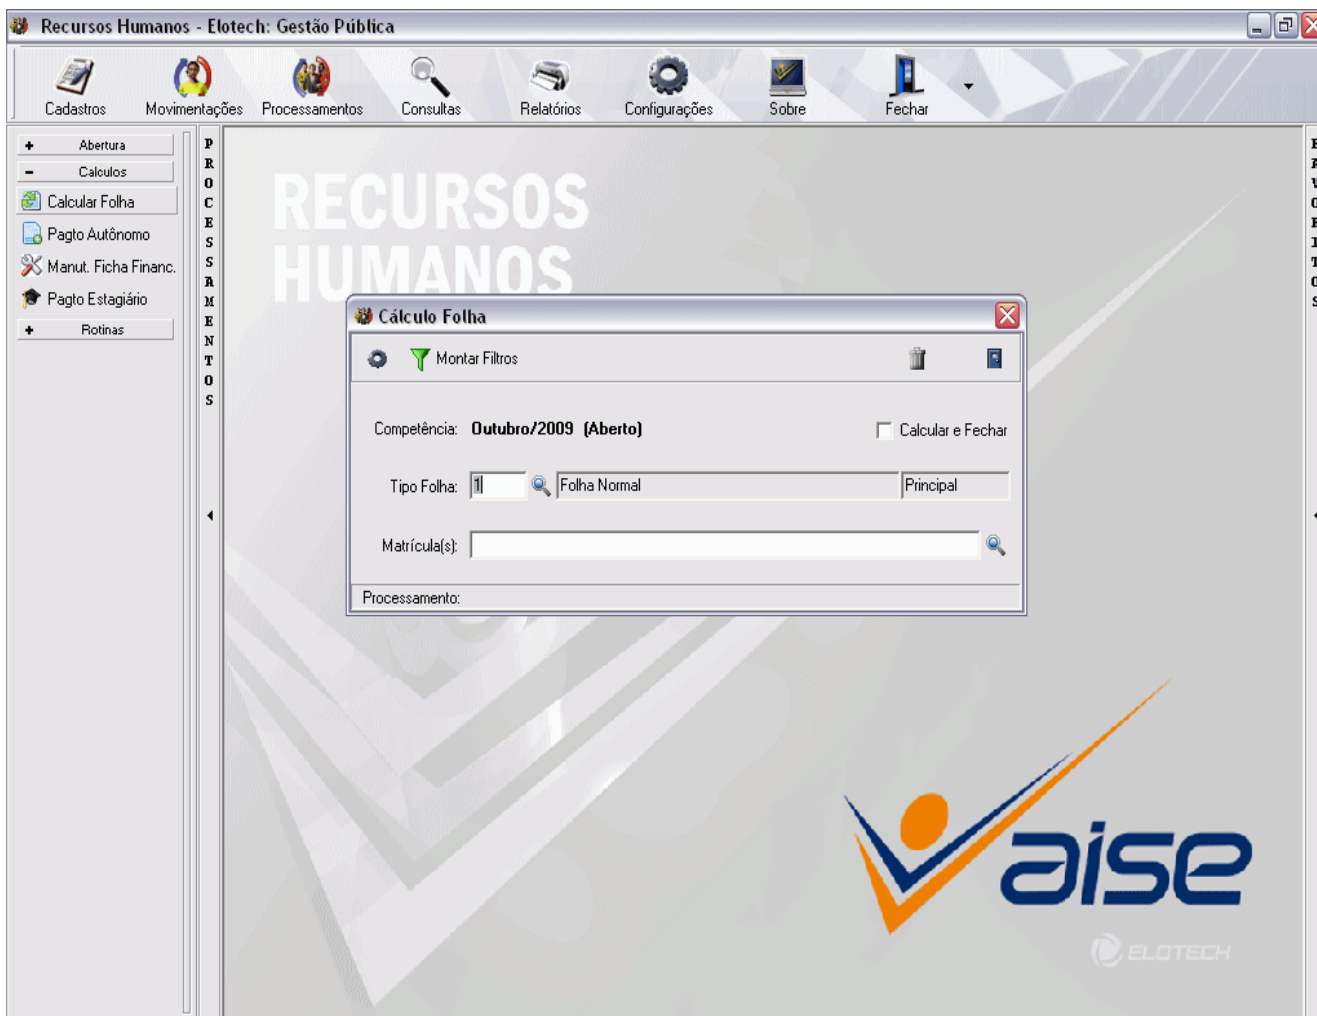 Recursos Humanos - Elotech: Gestão Pública
Cadastros Movimentações Processamentos Consultas Relatórios Configurações Sobre Fechar
+ Abertura
- Calculos
Calcular Folha
Pagto Autônomo
Manut. Ficha Financ.
Pagto Estagiário
+ Rotinas
PROCESSAMENTOS
RECURSOS
HUMANOS
Cálculo Folha
Montar Filtros
Competência: Outubro/2009 (Aberto) Calcular e Fechar
Tipo Folha: 1 Folha Normal Principal
Matrícula(s):
Processamento:
aise
ELOTECH
FAVORITOS